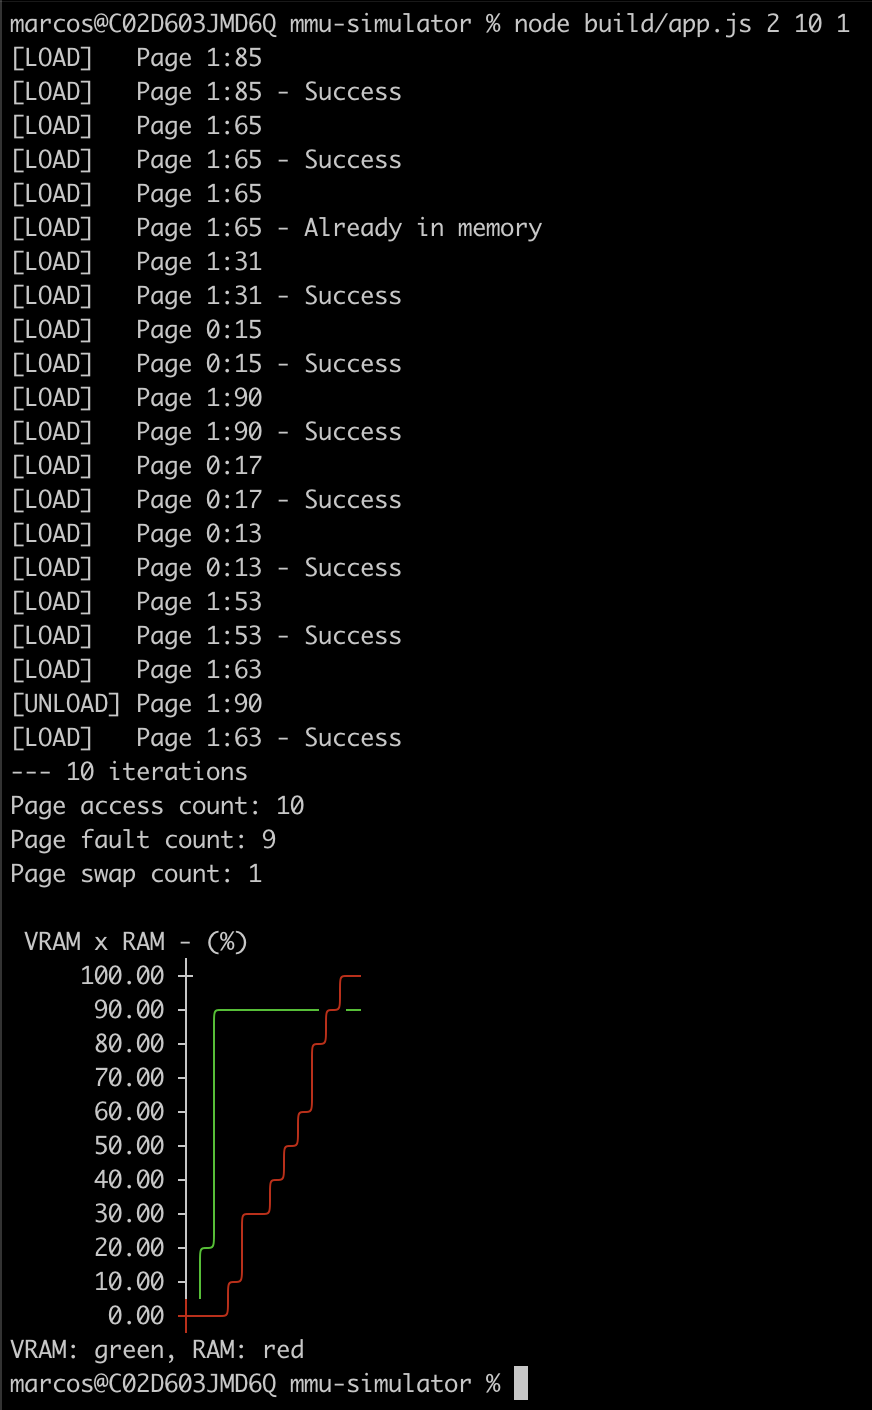 marcos@C02D603JMD6Q mmu-simulator % node build/app.js 2 10 1
[LOAD]   Page 1:85
[LOAD]   Page 1:85 - Success
[LOAD]   Page 1:65
[LOAD]   Page 1:65 - Success
[LOAD]   Page 1:65
[LOAD]   Page 1:65 - Already in memory
[LOAD]   Page 1:31
[LOAD]   Page 1:31 - Success
[LOAD]   Page 0:15
[LOAD]   Page 0:15 - Success
[LOAD]   Page 1:90
[LOAD]   Page 1:90 - Success
[LOAD]   Page 0:17
[LOAD]   Page 0:17 - Success
[LOAD]   Page 0:13
[LOAD]   Page 0:13 - Success
[LOAD]   Page 1:53
[LOAD]   Page 1:53 - Success
[LOAD]   Page 1:63
[UNLOAD] Page 1:90
[LOAD]   Page 1:63 - Success
--- 10 iterations
Page access count: 10
Page fault count: 9
Page swap count: 1
VRAM x RAM - (%)
100.00
90.00
80.00
70.00
60.00
50.00
40.00
30.00
20.00
10.00
0.00
VRAM: green, RAM: red
marcos@C02D603JMD6Q mmu-simulator %